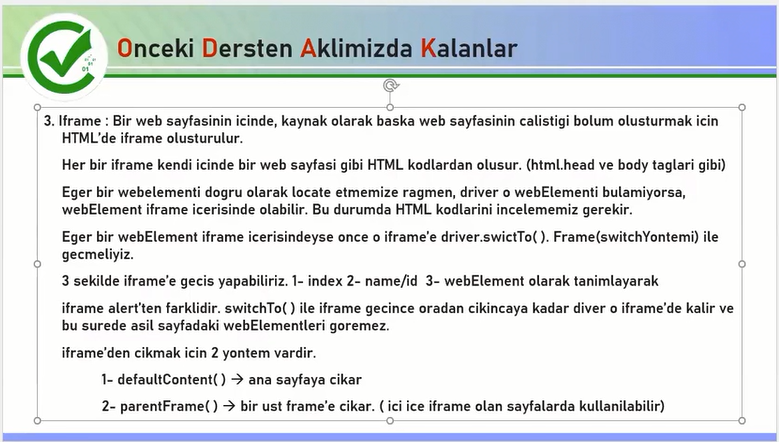 Onceki Dersten Aklimizda Kalanlar
3. Iframe : Bir web sayfasinin icinde, kaynak olarak baska web sayfasinin calistigi bolum olusturmak icin
HTML'de iframe olusturulur.
Her bir iframe kendi icinde bir web sayfasi gibi HTML kodlardan olusur. (html.head ve body taglari gibi)
Eger bir webelementi dogru olarak locate etmemize ragmen, driver o webElementi bulamiyorsa,
webElement iframe icerisinde olabilir. Bu durumda HTML kodlarini incelememiz gerekir.
Eger bir webElement iframe icerisindeyse once o iframe'e driver.swictTo( ). Frame(switchYontemi) ile
gecmeliyiz.
3 sekilde iframe'e gecis yapabiliriz. 1- index 2- name/id 3- webElement olarak tanimlayarak
iframe alert'ten farklidir. switchTo( ) ile iframe gecince oradan cikincaya kadar diver o iframe'de kalir ve
bu surede asil sayfadaki webElementleri goremez.
iframe'den cikmak icin 2 yontem vardir.
1- defaultContent( ) → ana sayfaya cikar
2- parentFrame( ) → bir ust frame'e cikar. ( ici ice iframe olan sayfalarda kullanilabilir)